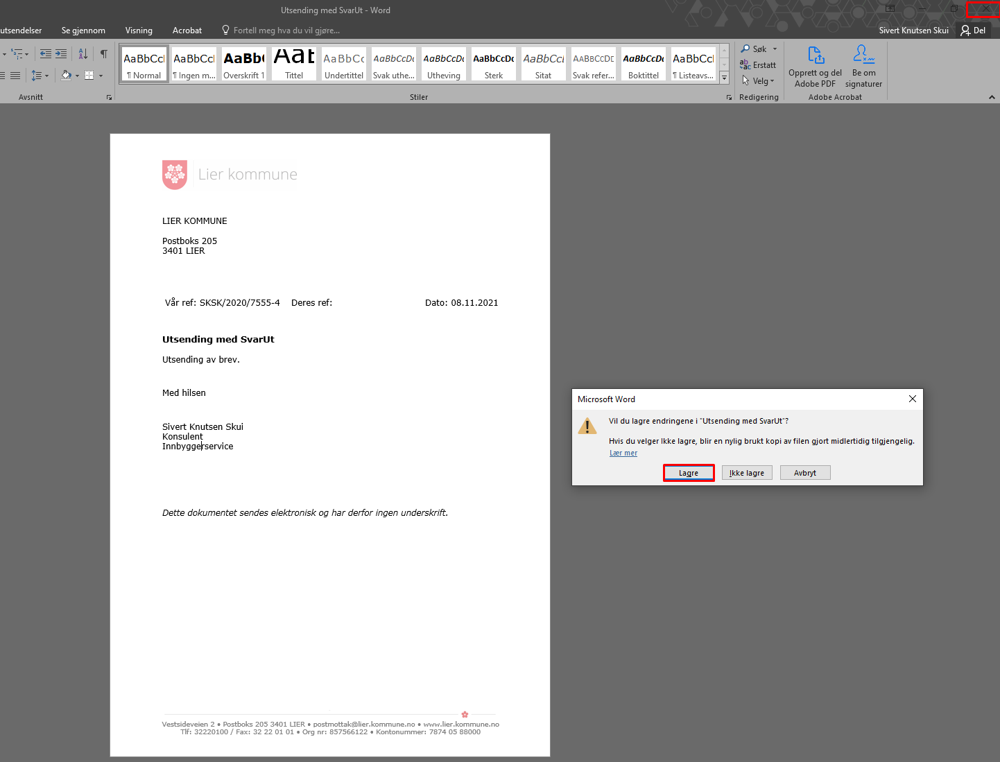 Utsending med SvarUt - Word
utsendelser Se gjennom Visning Acrobat Fortell meg hva du vil gjøre... Sivert Knutsen Skui Del
AaBbCcI AaBbCcI AaBbC AaB AaBbCc AaBbCcDc AaBbCcDc AaBbCcDc AaBbCcI AABBCCDE AaBbCcDc AaBbCcI
¶ Normal ¶ Ingen m... Overskrift 1 Tittel Undertittel Svak uthe... Utheving Sterk Sitat Svak refer... Boktittel ¶ Listeavs...
Søk
Erstatt
Velg
Opprett og del Adobe PDF
Be om signaturer
Avsnitt Stiler Redigering Adobe Acrobat
Lier kommune
LIER KOMMUNE
Postboks 205
3401 LIER
Vår ref: SKSK/2020/7555-4 Deres ref: Dato: 08.11.2021
Utsending med SvarUt
Utsending av brev.
Med hilsen
Sivert Knutsen Skui
Konsulent
Innbyggerservice
Dette dokumentet sendes elektronisk og har derfor ingen underskrift.
Vestsideveien 2 • Postboks 205 3401 LIER • postmottak@lier.kommune.no • www.lier.kommune.no
Tlf: 32220100 / Fax: 32 22 01 01 • Org nr: 857566122 • Kontonummer: 7874 05 88000
Microsoft Word
Vil du lagre endringene i "Utsending med SvarUt"?
Hvis du velger Ikke lagre, blir en nylig brukt kopi av filen gjort midlertidig tilgjengelig.
Lær mer
Lagre Ikke lagre Avbryt